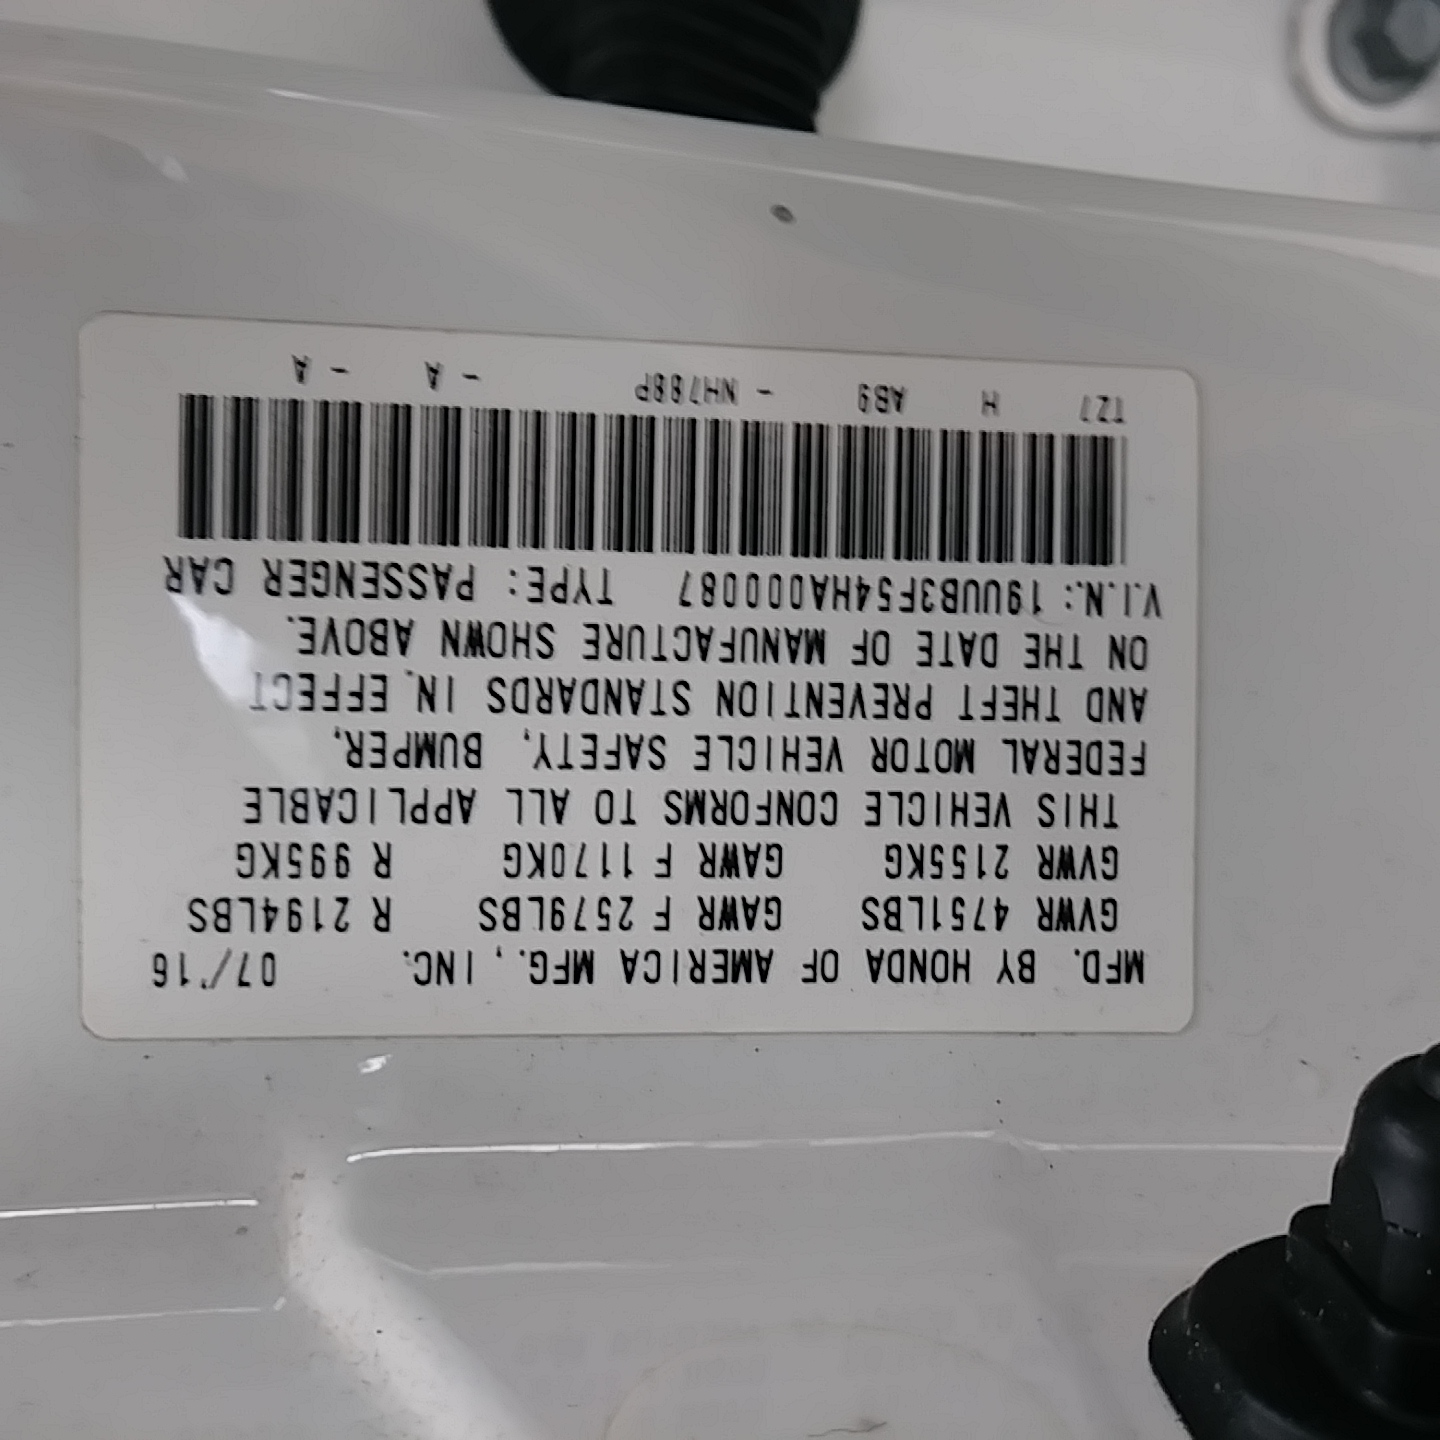 MFD. BY HONDA OF AMERICA MFG., INC. 07/'16
GVWR 4751LBS GAWR F 2579LBS R 2194LBS
GVWR 2155KG GAWR F 1170KG R 995KG
THIS VEHICLE CONFORMS TO ALL APPLICABLE
FEDERAL MOTOR VEHICLE SAFETY, BUMPER,
AND THEFT PREVENTION STANDARDS IN EFFECT
ON THE DATE OF MANUFACTURE SHOWN ABOVE.
V.I.N.: 19UUB3F54HA000087 TYPE: PASSENGER CAR
TZ7 H AB9 - NH788P - A - A